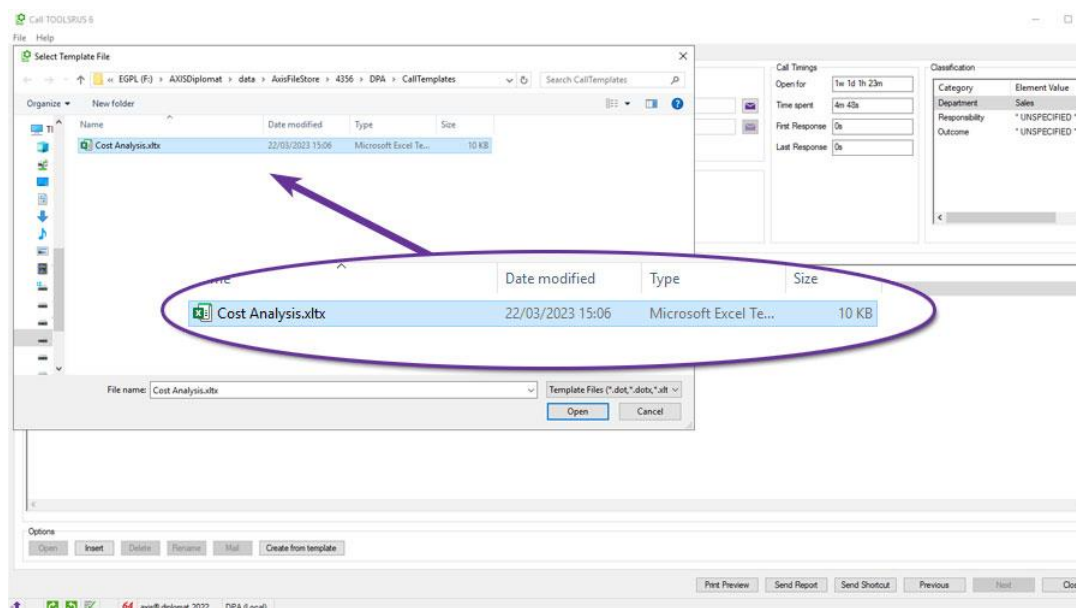 Call TOOLSRUS 6
File Help
Select Template File
« EGPL (F:) › AXISDiplomat › data › AxisFileStore › 4356 › DPA › CallTemplates
Search CallTemplates
Organize New folder
Name Date modified Type Size
Cost Analysis.xltx 22/03/2023 15:06 Microsoft Excel Te... 10 KB
Date modified Type Size
Cost Analysis.xltx 22/03/2023 15:06 Microsoft Excel Te... 10 KB
File name: Cost Analysis.xltx Template Files (*.dot,*.dotx,*.xlt
Open Cancel
Call Timings
Open for 1w 1d 1h 23m
Time spent 4m 48s
First Response 0s
Last Response 0s
Classification
Category Element Value
Department Sales
Responsibility * UNSPECIFIED *
Outcome * UNSPECIFIED *
Options
Open Insert Delete Rename Mail Create from template
Print Preview Send Report Send Shortcut Previous Next
64 axis® diplomat 2022 DPA (Local)